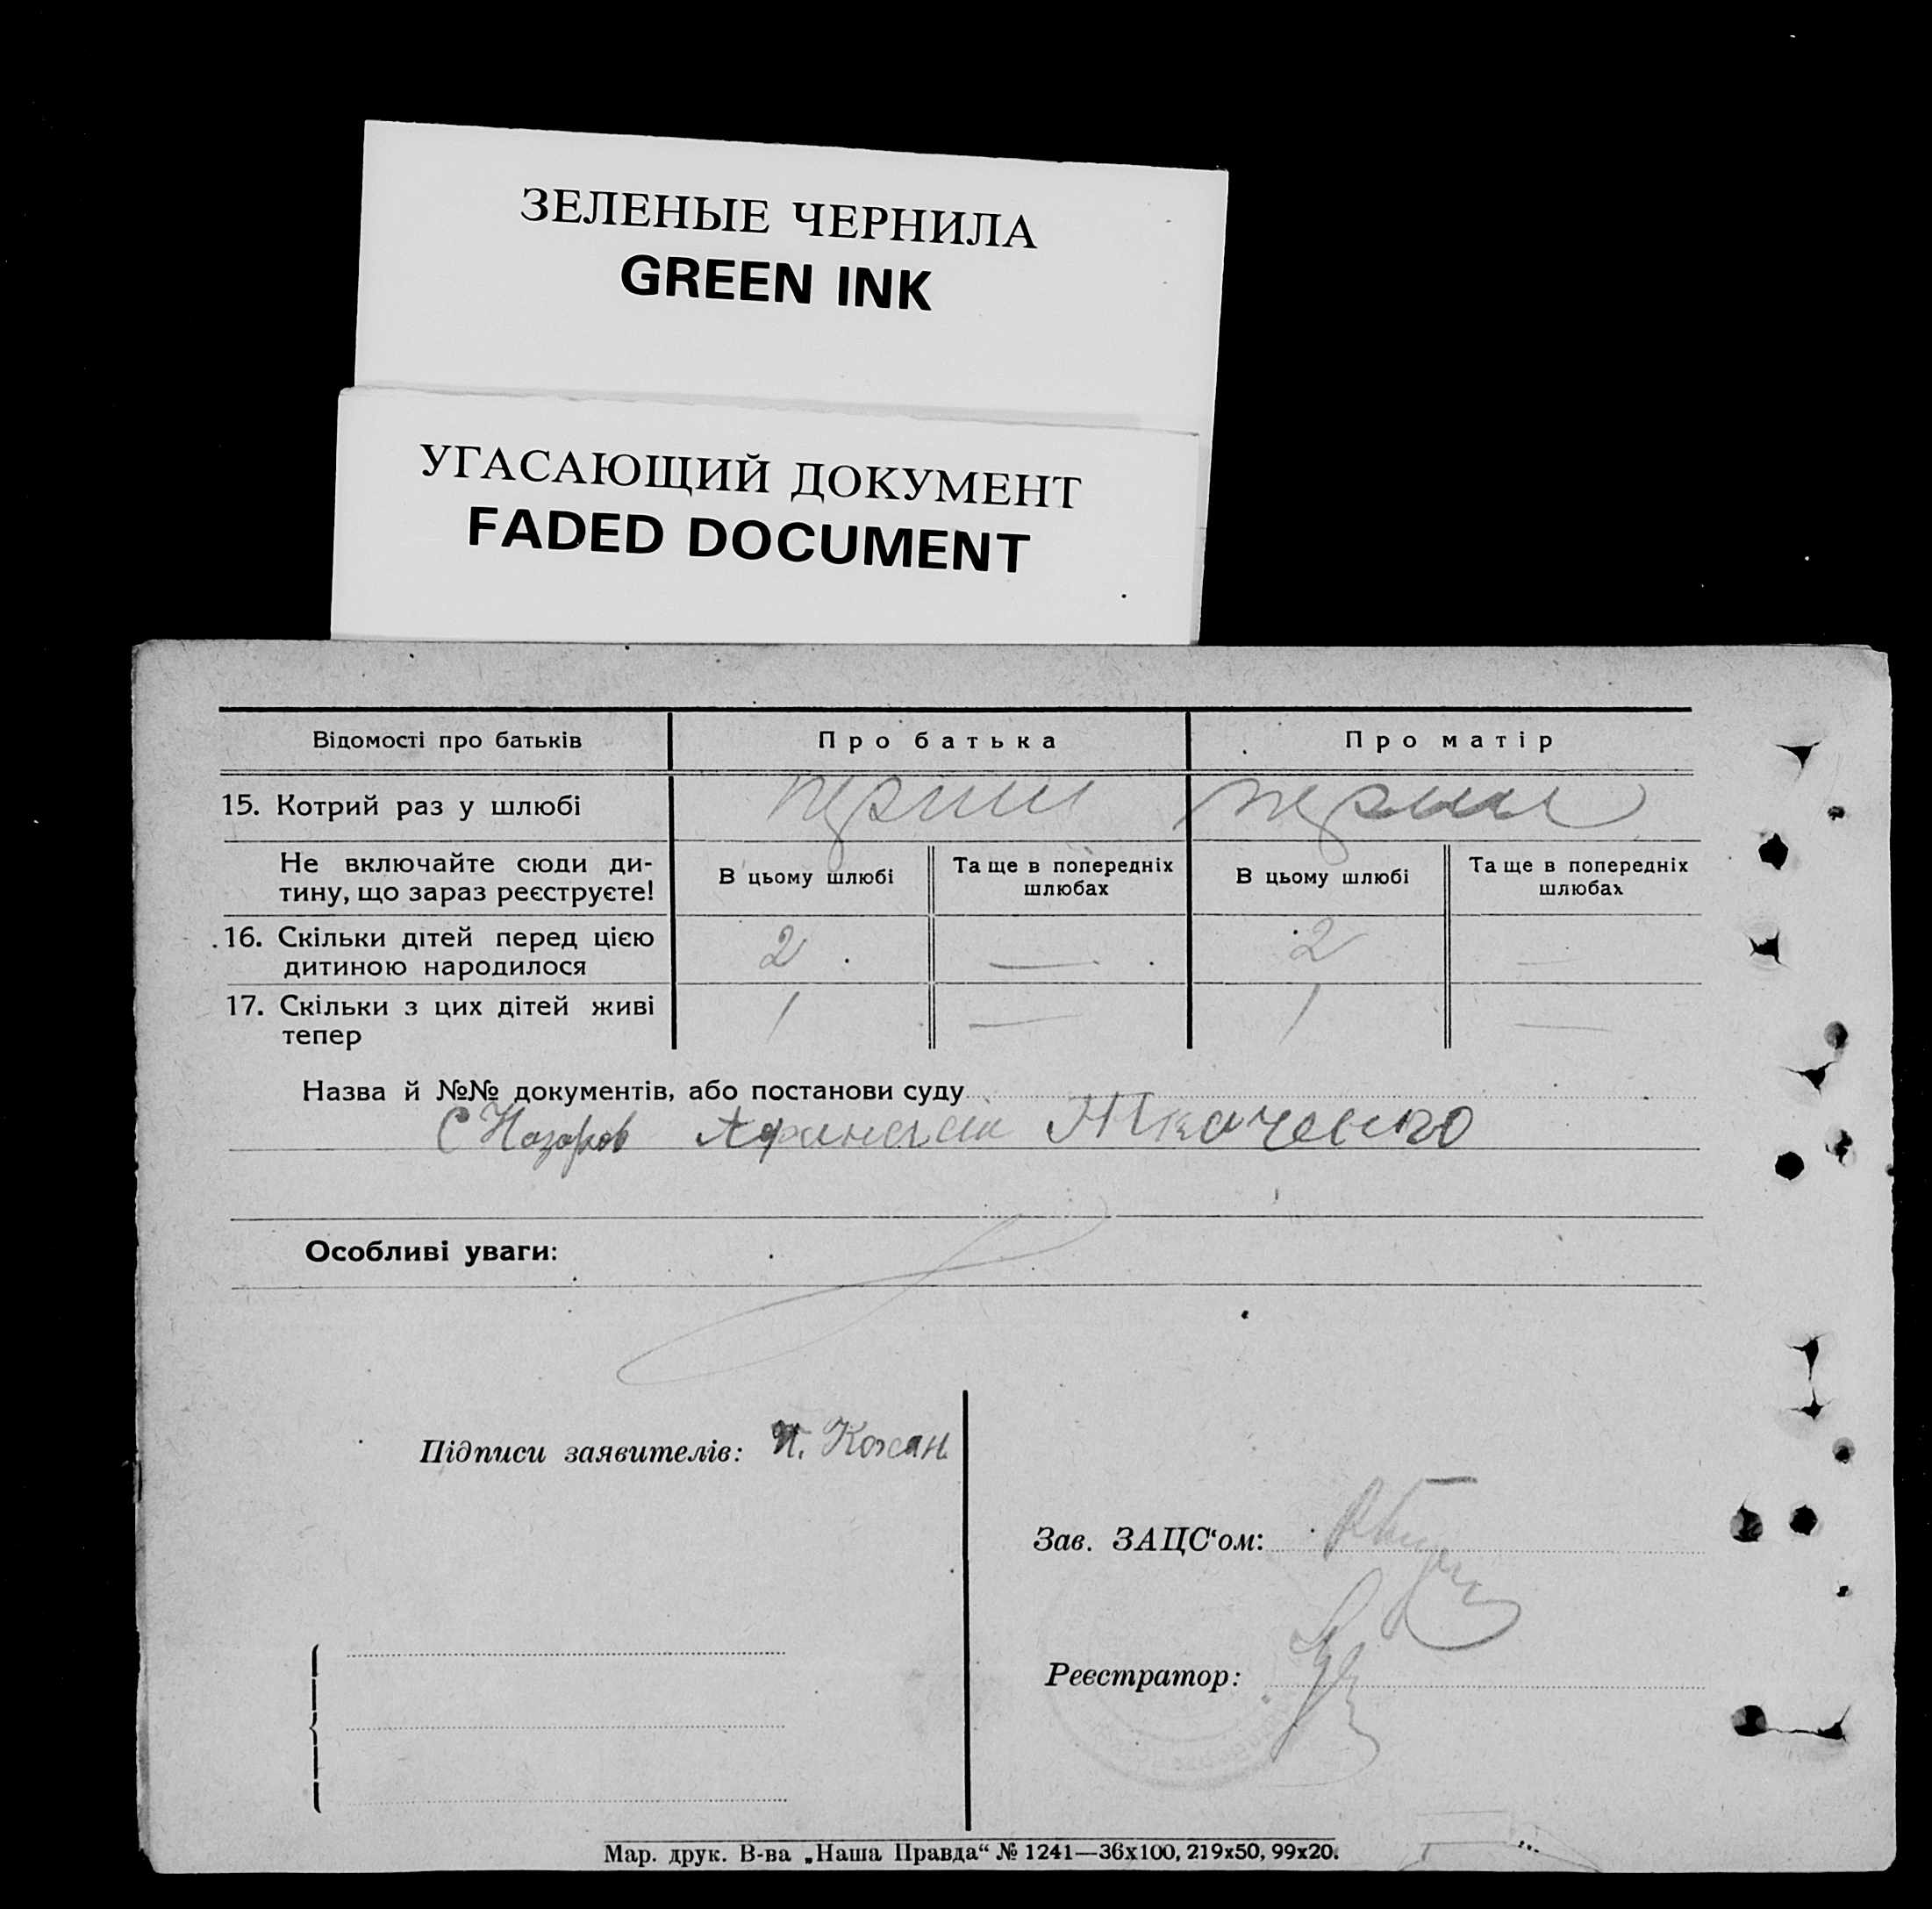 ЗЕЛЕНЫЕ ЧЕРНИЛА
GREEN INK
УГАСАЮЩИЙ ДОКУМЕНТ
FADED DOCUMENT
Відомості про батьків
Про батька
Про матір
15. Котрий раз у шлюбі
Не включайте сюди ди-
тину, що зараз реєструєте!
В цьому шлюбі
Та ще в попередніх
шлюбах
В цьому шлюбі
Та ще в попередніх
шлюбах
16. Скільки дітей перед цією
дитиною народилося
2
—
2
—
17. Скільки з цих дітей живі
тепер
1
—
1
—
Назва й №№ документів, або постанови суду
Ткаченко
Особливі уваги:
Підписи заявителів: Кожан
Зав. ЗАЦС‘ом:
Реєстратор:
Мар. друк. В-ва „Наша Правда“ № 1241—36х100, 219х50, 99х20.